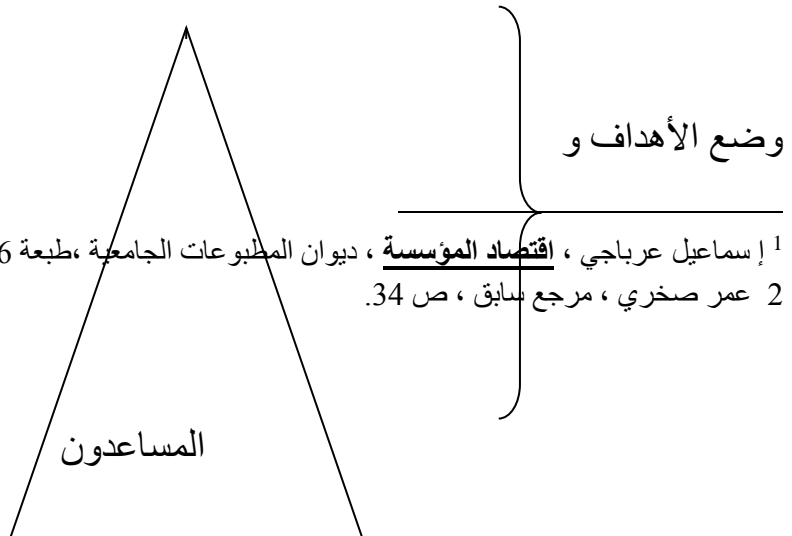 وضع الأهداف و
1 إسماعيل عرباجي ، اقتصاد المؤسسة ، ديوان المطبوعات الجامعية ،طبعة 6
2 عمر صخري ، مرجع سابق ، ص 34.
المساعدون